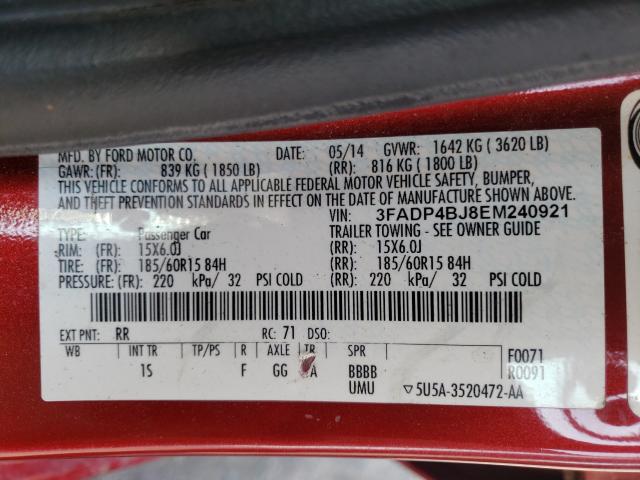 MFD. BY FORD MOTOR CO. DATE: 05/14 GVWR: 1642 KG ( 3620 LB)
GAWR: (FR): 839 KG ( 1850 LB) (RR): 816 KG ( 1800 LB)
THIS VEHICLE CONFORMS TO ALL APPLICABLE FEDERAL MOTOR VEHICLE SAFETY, BUMPER,
AND THEFT PREVENTION STANDARDS IN EFFECT ON THE DATE OF MANUFACTURE SHOWN ABOVE.
VIN: 3FADP4BJ8EM240921
TYPE: Passenger Car TRAILER TOWING - SEE OWNER GUIDE
RIM: (FR): 15X6.0J (RR): 15X6.0J
TIRE: (FR): 185/60R15 84H (RR): 185/60R15 84H
PRESSURE: (FR): 220 kPa/ 32 PSI COLD (RR): 220 kPa/ 32 PSI COLD
EXT PNT: RR RC: 71 DSO:
WB INT TR TP/PS R AXLE TR SPR F0071
1S F GG A BBBB R0091
UMU 5U5A-3520472-AA